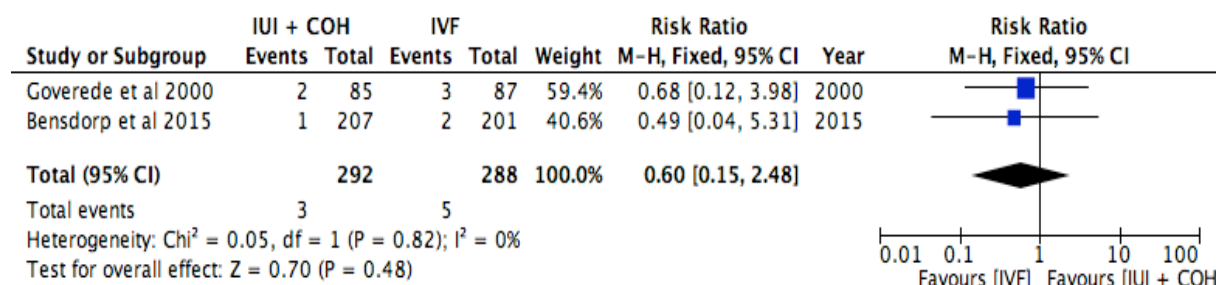 IUI + COH IVF Risk Ratio Risk Ratio
Study or Subgroup Events Total Events Total Weight M-H, Fixed, 95% CI Year M-H, Fixed, 95% CI
Goverede et al 2000 2 85 3 87 59.4% 0.68 [0.12, 3.98] 2000
Bensdorp et al 2015 1 207 2 201 40.6% 0.49 [0.04, 5.31] 2015
Total (95% CI) 292 288 100.0% 0.60 [0.15, 2.48]
Total events 3 5
Heterogeneity: Chi² = 0.05, df = 1 (P = 0.82); I² = 0%
Test for overall effect: Z = 0.70 (P = 0.48)
0.01 0.1 1 10 100
Favours [IVF] Favours [IUI + COH